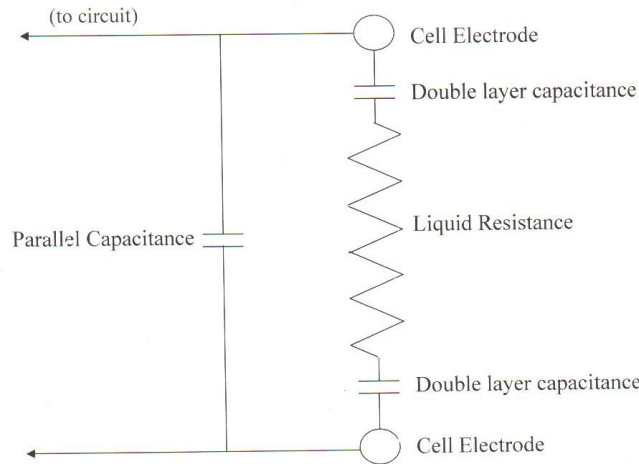 (to circuit)
Cell Electrode
Double layer capacitance
Liquid Resistance
Parallel Capacitance
Double layer capacitance
Cell Electrode